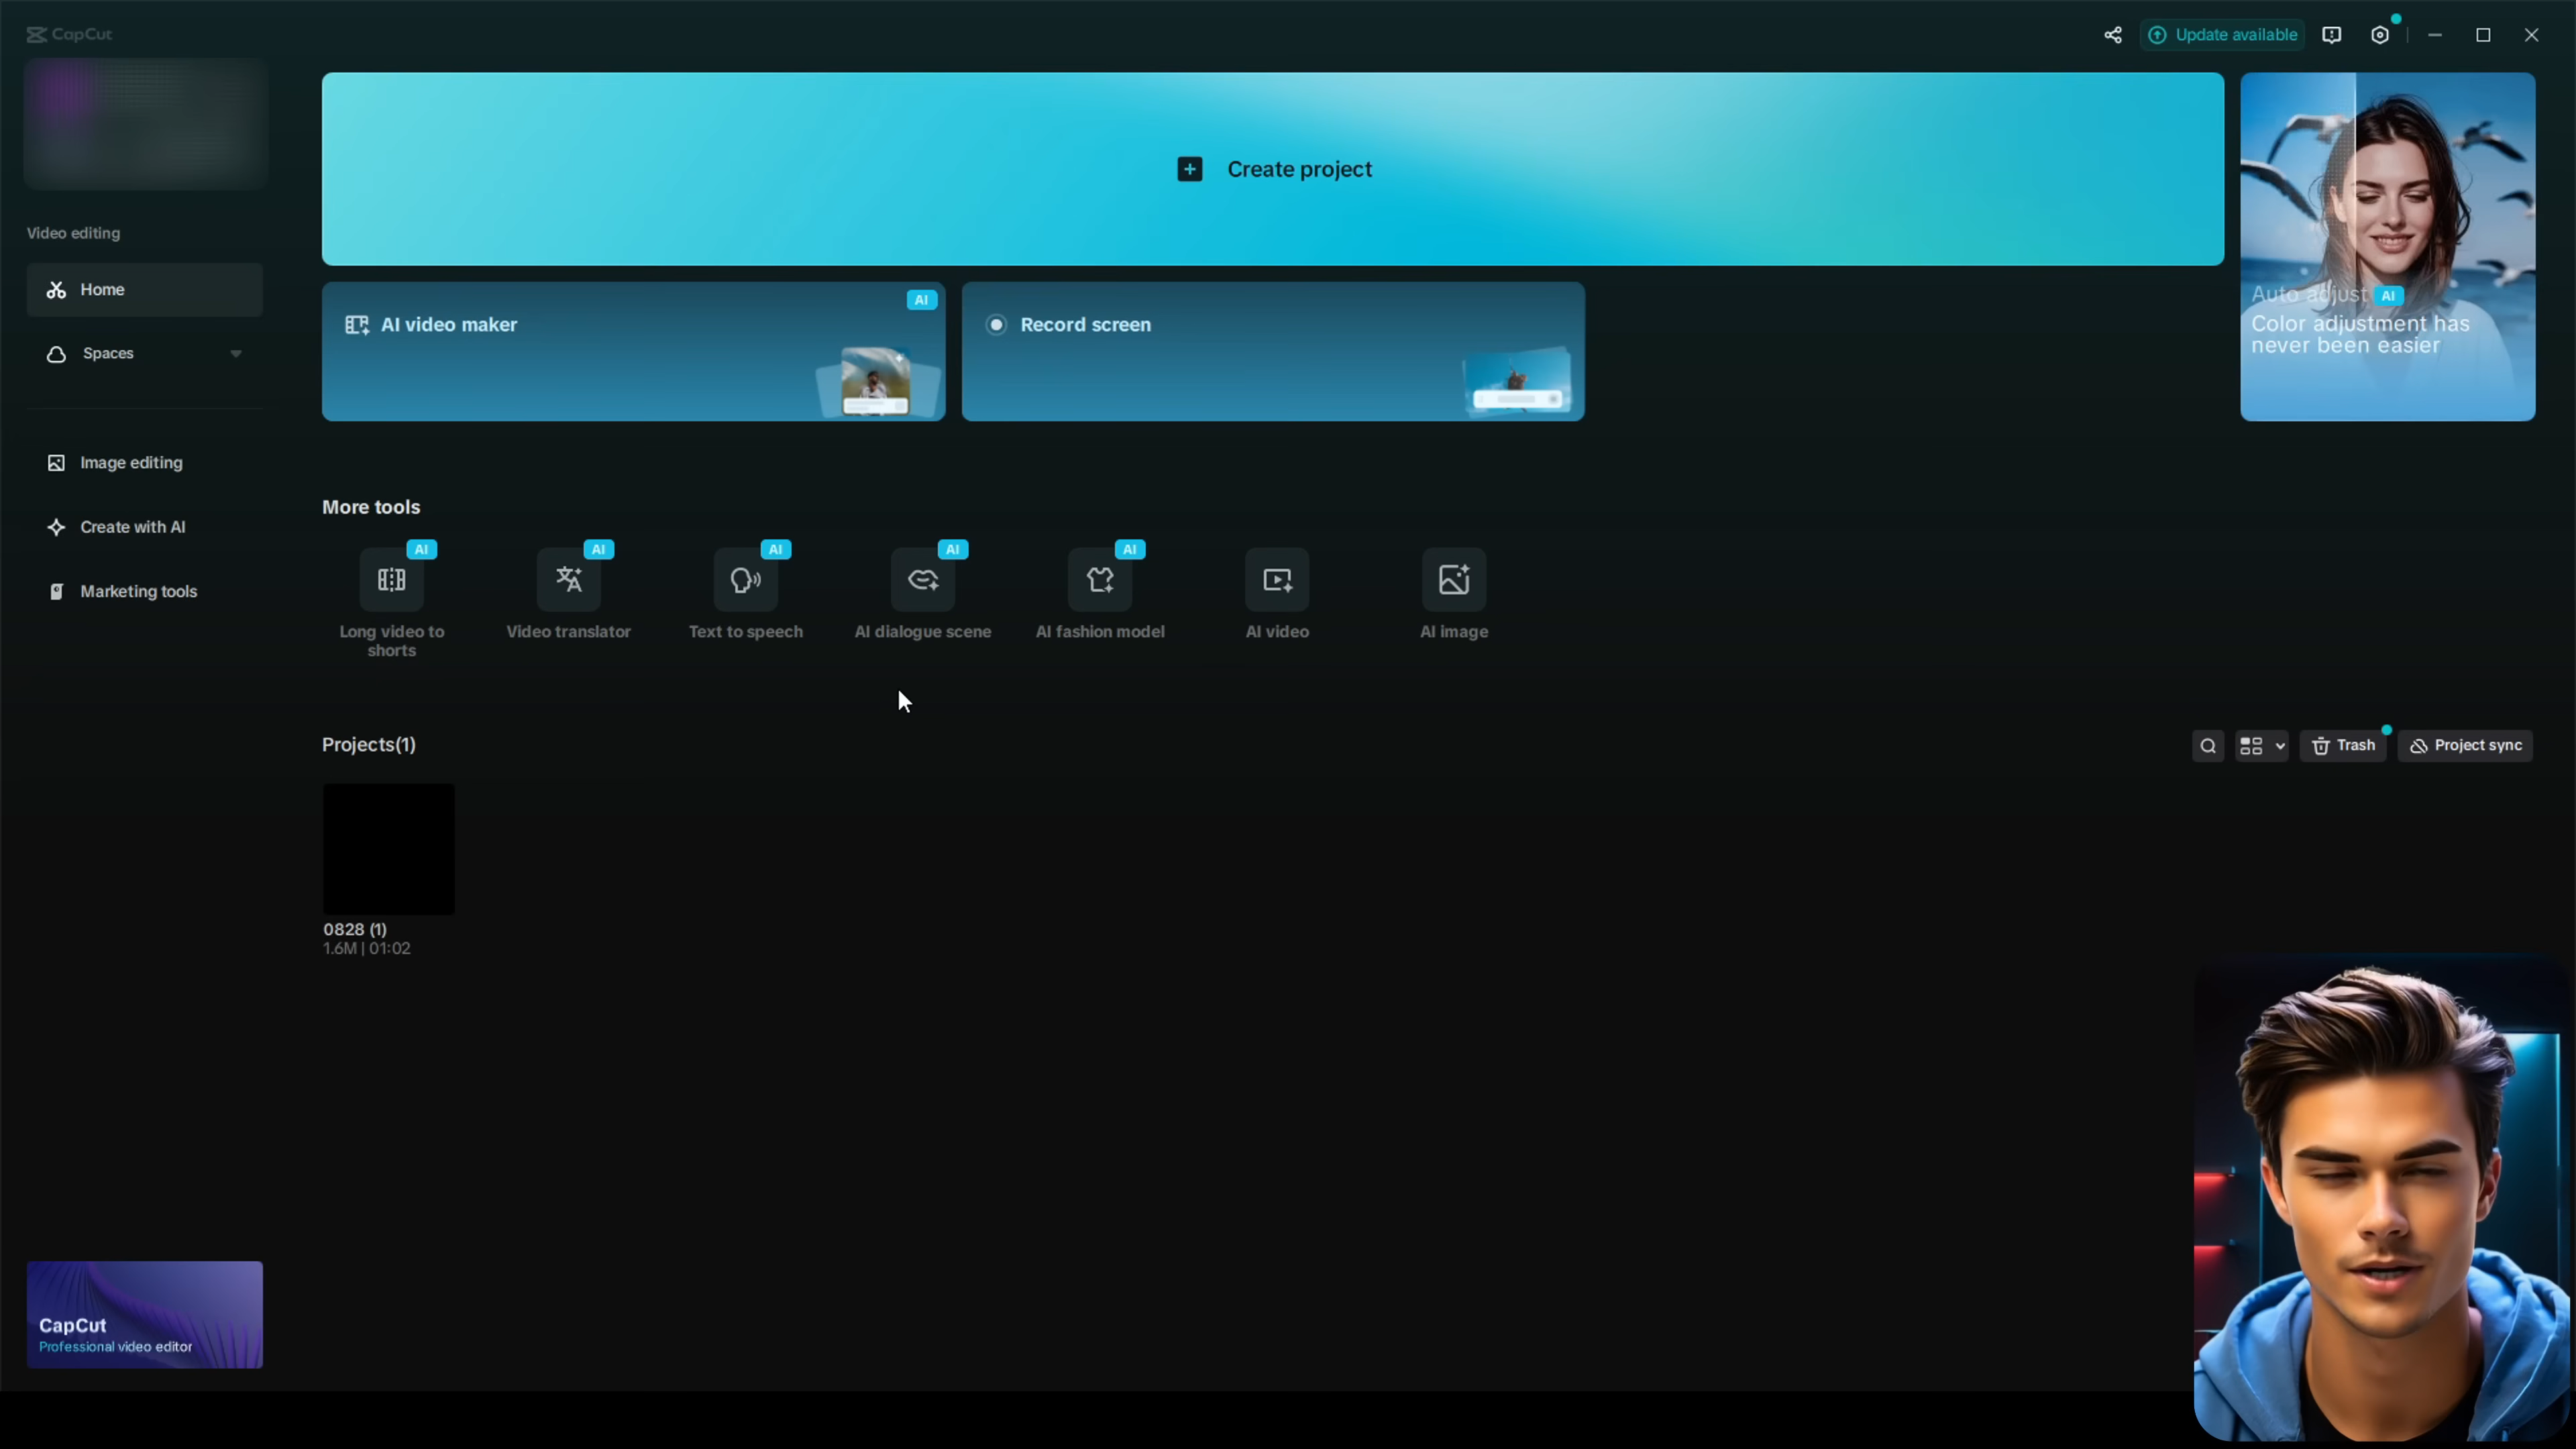 CapCut
Update available
Video editing
Home
Spaces
Image editing
Create with AI
Marketing tools
Create project
AI video maker
AI
Record screen
Auto adjust AI
Color adjustment has
never been easier
More tools
AI
AI
AI
AI
AI
Long video to
shorts
Video translator
Text to speech
AI dialogue scene
AI fashion model
AI video
AI image
Projects(1)
Trash
Project sync
0828 (1)
1.6M | 01:02
CapCut
Professional video editor